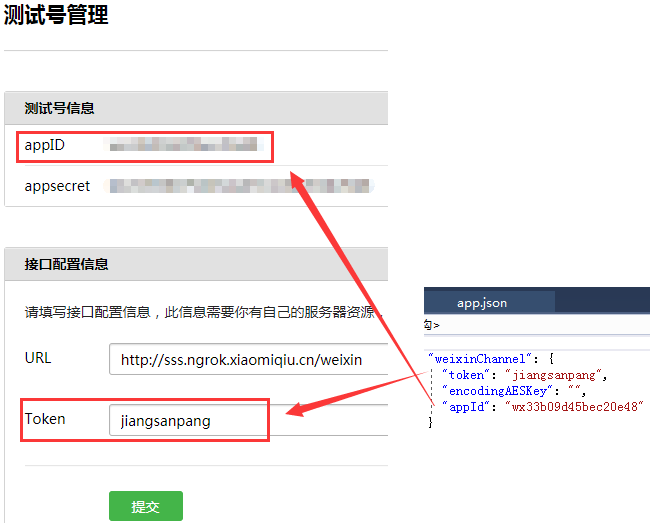 测试号管理
测试号信息
appID
appsecret
接口配置信息
请填写接口配置信息，此信息需要你有自己的服务器资源，
URL http://sss.ngrok.xiaomiqiu.cn/weixin
Token jiangsanpang
提交
app.json
构>
"weixinChannel": {
"token": "jiangsanpang",
"encodingAESKey": "",
"appId": "wx33b09d45bec20e48"
}